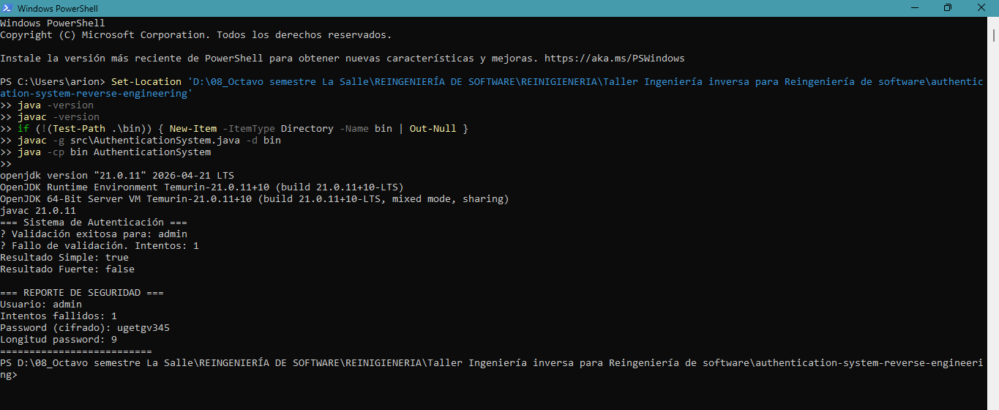 Windows PowerShell
Windows PowerShell
Copyright (C) Microsoft Corporation. Todos los derechos reservados.
Instale la versión más reciente de PowerShell para obtener nuevas características y mejoras. https://aka.ms/PSWindows
PS C:\Users\arion> Set-Location 'D:\08_Octavo semestre La Salle\REINGENIERÍA DE SOFTWARE\REINIGIENERIA\Taller Ingeniería inversa para Reingeniería de software\authentic
ation-system-reverse-engineering'
>> java -version
>> javac -version
>> if (!(Test-Path .\bin)) { New-Item -ItemType Directory -Name bin | Out-Null }
>> javac -g src\AuthenticationSystem.java -d bin
>> java -cp bin AuthenticationSystem
>>
openjdk version "21.0.11" 2026-04-21 LTS
OpenJDK Runtime Environment Temurin-21.0.11+10 (build 21.0.11+10-LTS)
OpenJDK 64-Bit Server VM Temurin-21.0.11+10 (build 21.0.11+10-LTS, mixed mode, sharing)
javac 21.0.11
=== Sistema de Autenticación ===
? Validación exitosa para: admin
? Fallo de validación. Intentos: 1
Resultado Simple: true
Resultado Fuerte: false
=== REPORTE DE SEGURIDAD ===
Usuario: admin
Intentos fallidos: 1
Password (cifrado): ugetgv345
Longitud password: 9
==========================
PS D:\08_Octavo semestre La Salle\REINGENIERÍA DE SOFTWARE\REINIGIENERIA\Taller Ingeniería inversa para Reingeniería de software\authentication-system-reverse-engineeri
ng>